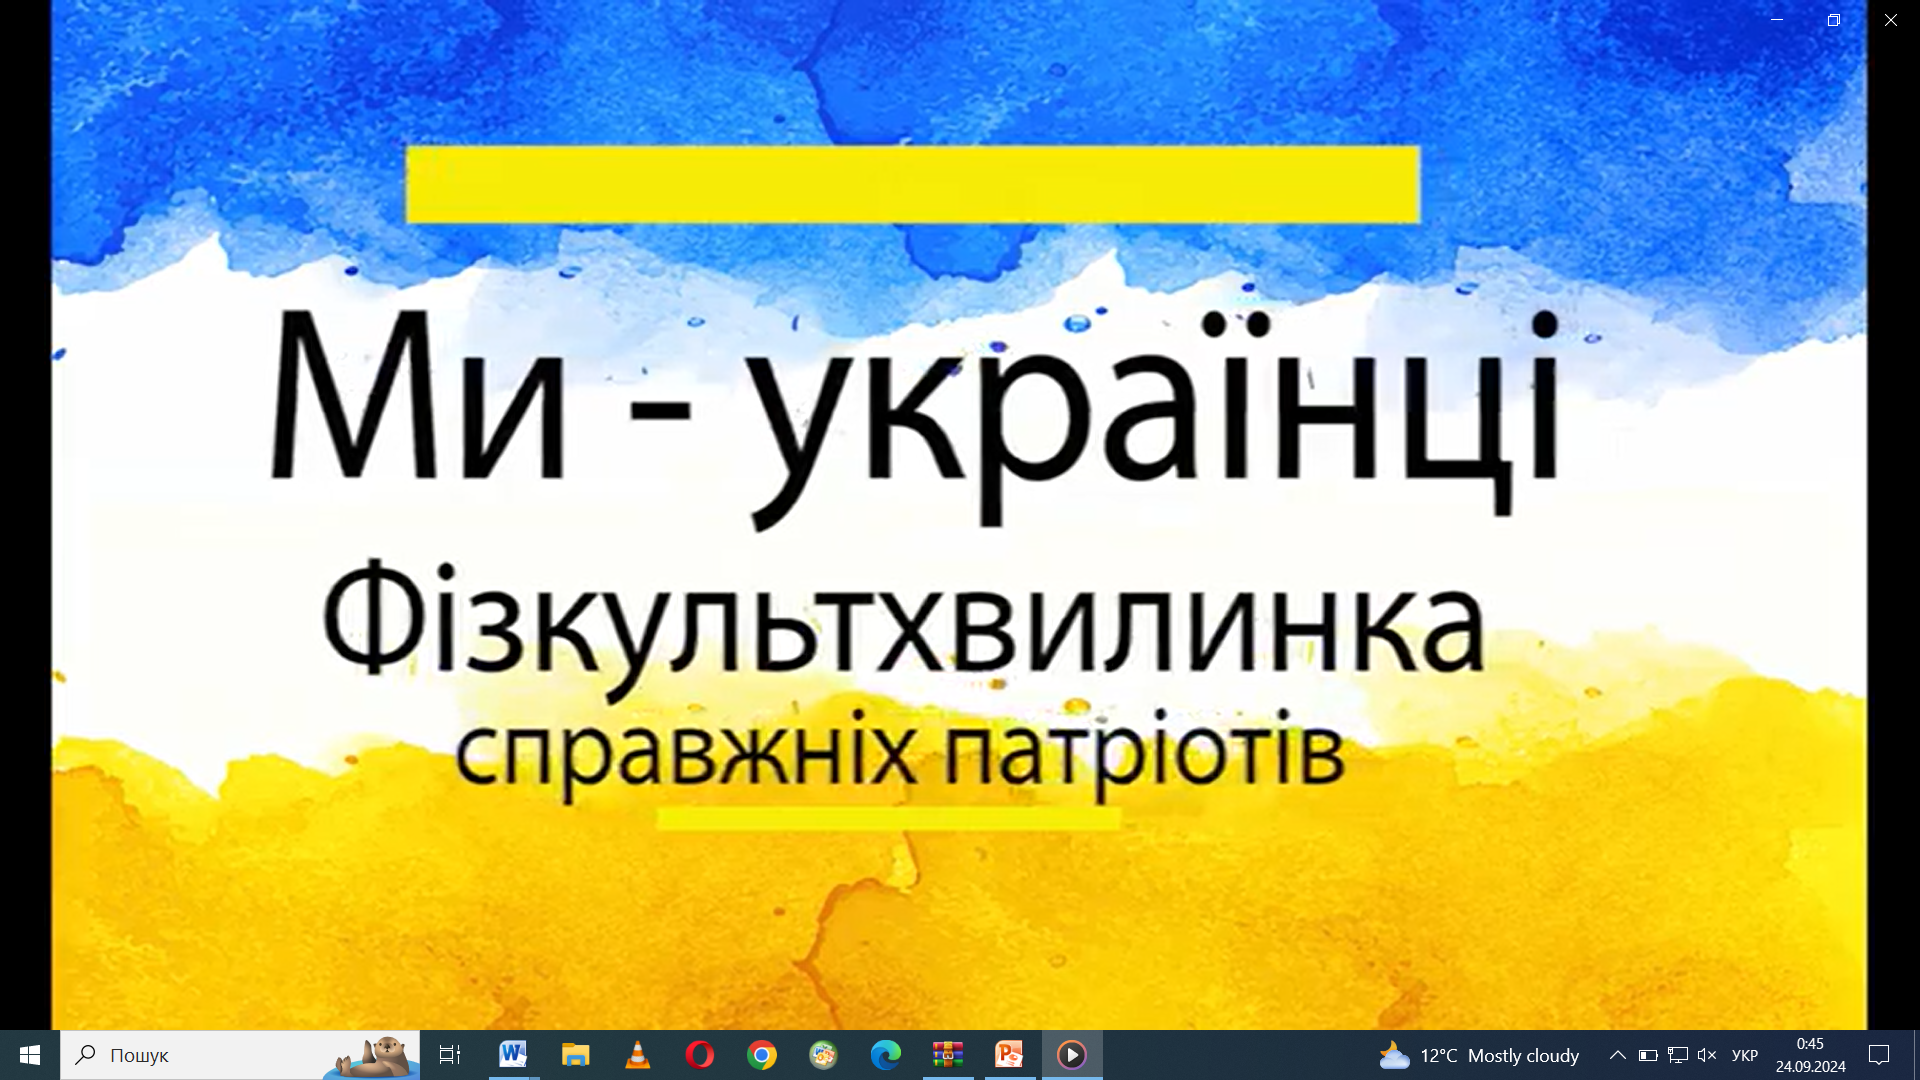 Ми - українці
Фізкультхвилинка
справжніх патріотів
Пошук
12°C Mostly cloudy
УКР
0:45
24.09.2024